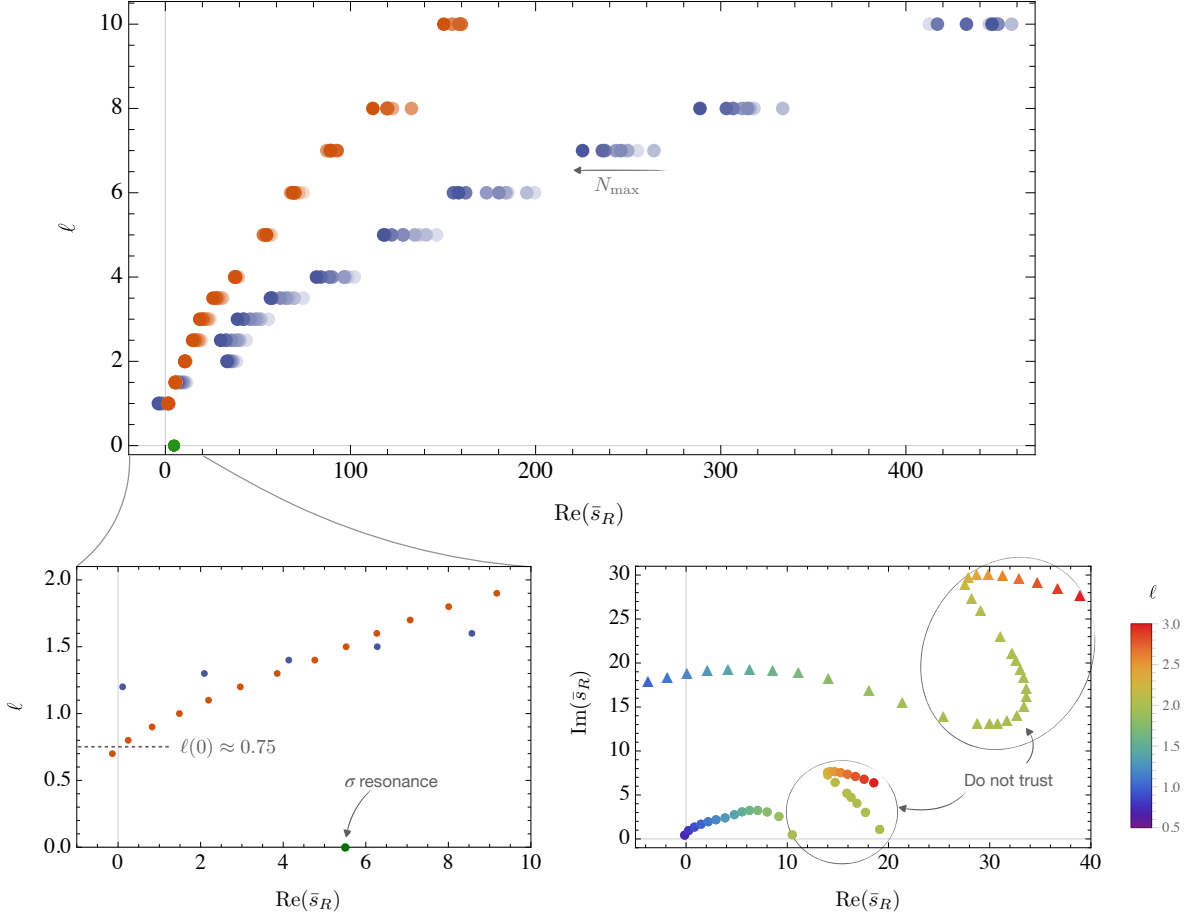 10
8
6
4
2
0
ℓ
N_max
0 100 200 300 400
Re(s̄_R)
2.0
1.5
1.0
0.5
0.0
ℓ
ℓ(0) ≈ 0.75
σ resonance
0 2 4 6 8 10
Re(s̄_R)
30
25
20
15
10
5
0
Im(s̄_R)
Do not trust
0 10 20 30 40
Re(s̄_R)
ℓ
3.0
2.5
2.0
1.5
1.0
0.5